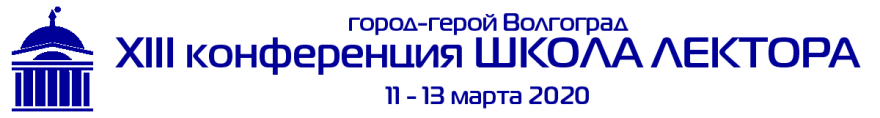 город-герой Волгоград
XIII конференция ШКОЛА ЛЕКТОРА
11 - 13 марта 2020